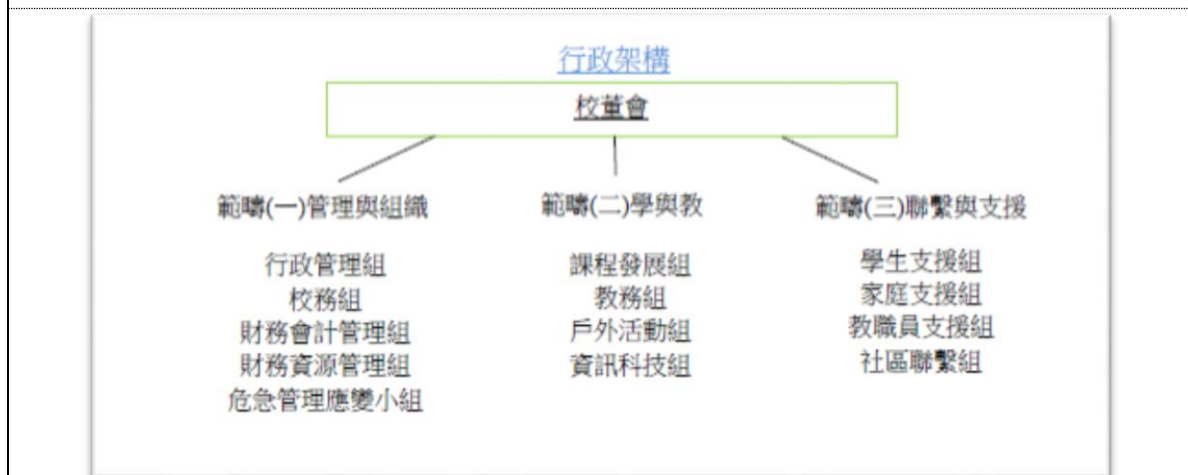 行政架構
校董會
範疇(一)管理與組織
行政管理組
校務組
財務會計管理組
財務資源管理組
危急管理應變小組
範疇(二)學與教
課程發展組
教務組
戶外活動組
資訊科技組
範疇(三)聯繫與支援
學生支援組
家庭支援組
教職員支援組
社區聯繫組